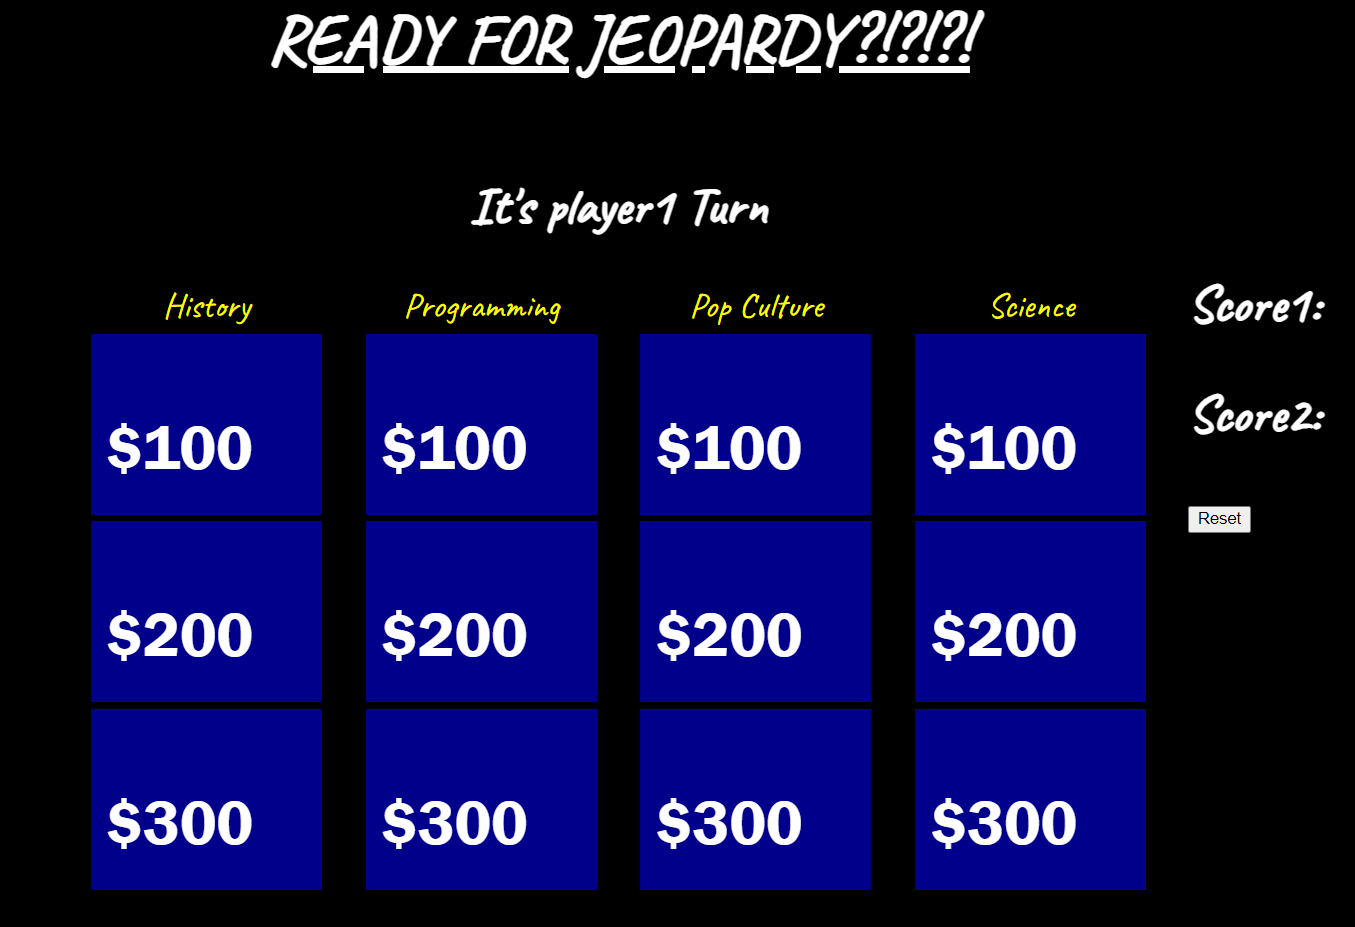 READY FOR JEOPARDY?!?!?!
It's player1 Turn
History Programming Pop Culture Science
Score1:
$100 $100 $100 $100
Score2:
Reset
$200 $200 $200 $200
$300 $300 $300 $300